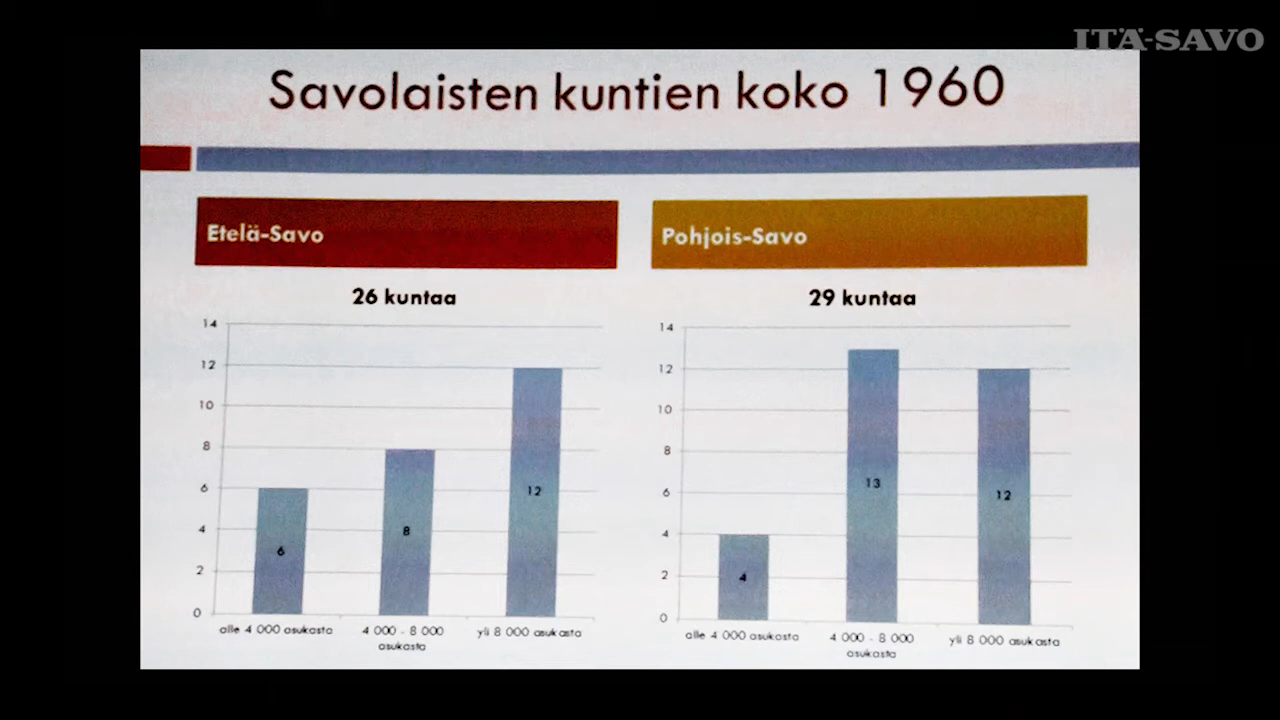 ITÄ-SAVO
Savolaisten kuntien koko 1960
Etelä-Savo
26 kuntaa
14
12
10
8
6
4
2
0
6
8
12
alle 4 000 asukasta
4 000 - 8 000
asukasta
yli 8 000 asukasta
Pohjois-Savo
29 kuntaa
14
12
10
8
6
4
2
0
4
13
12
alle 4 000 asukasta
4 000 - 8 000
asukasta
yli 8 000 asukasta